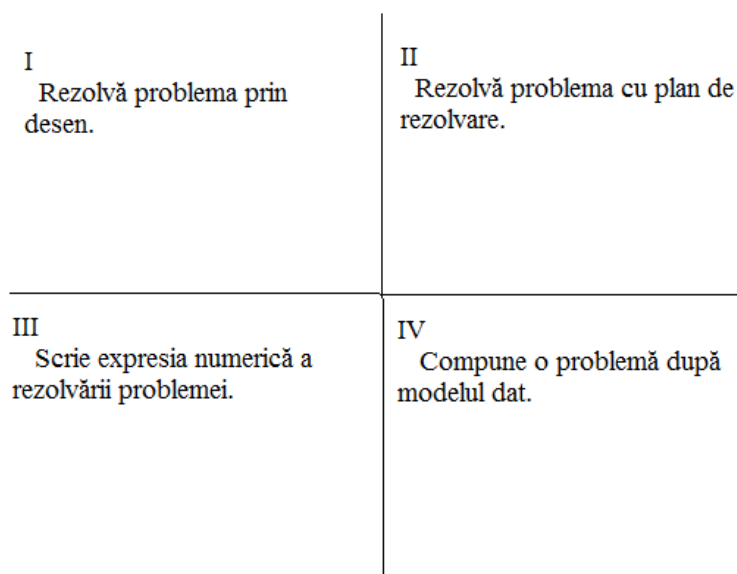 I
Rezolvă problema prin
desen.
II
Rezolvă problema cu plan de
rezolvare.
III
Scrie expresia numerică a
rezolvării problemei.
IV
Compune o problemă după
modelul dat.